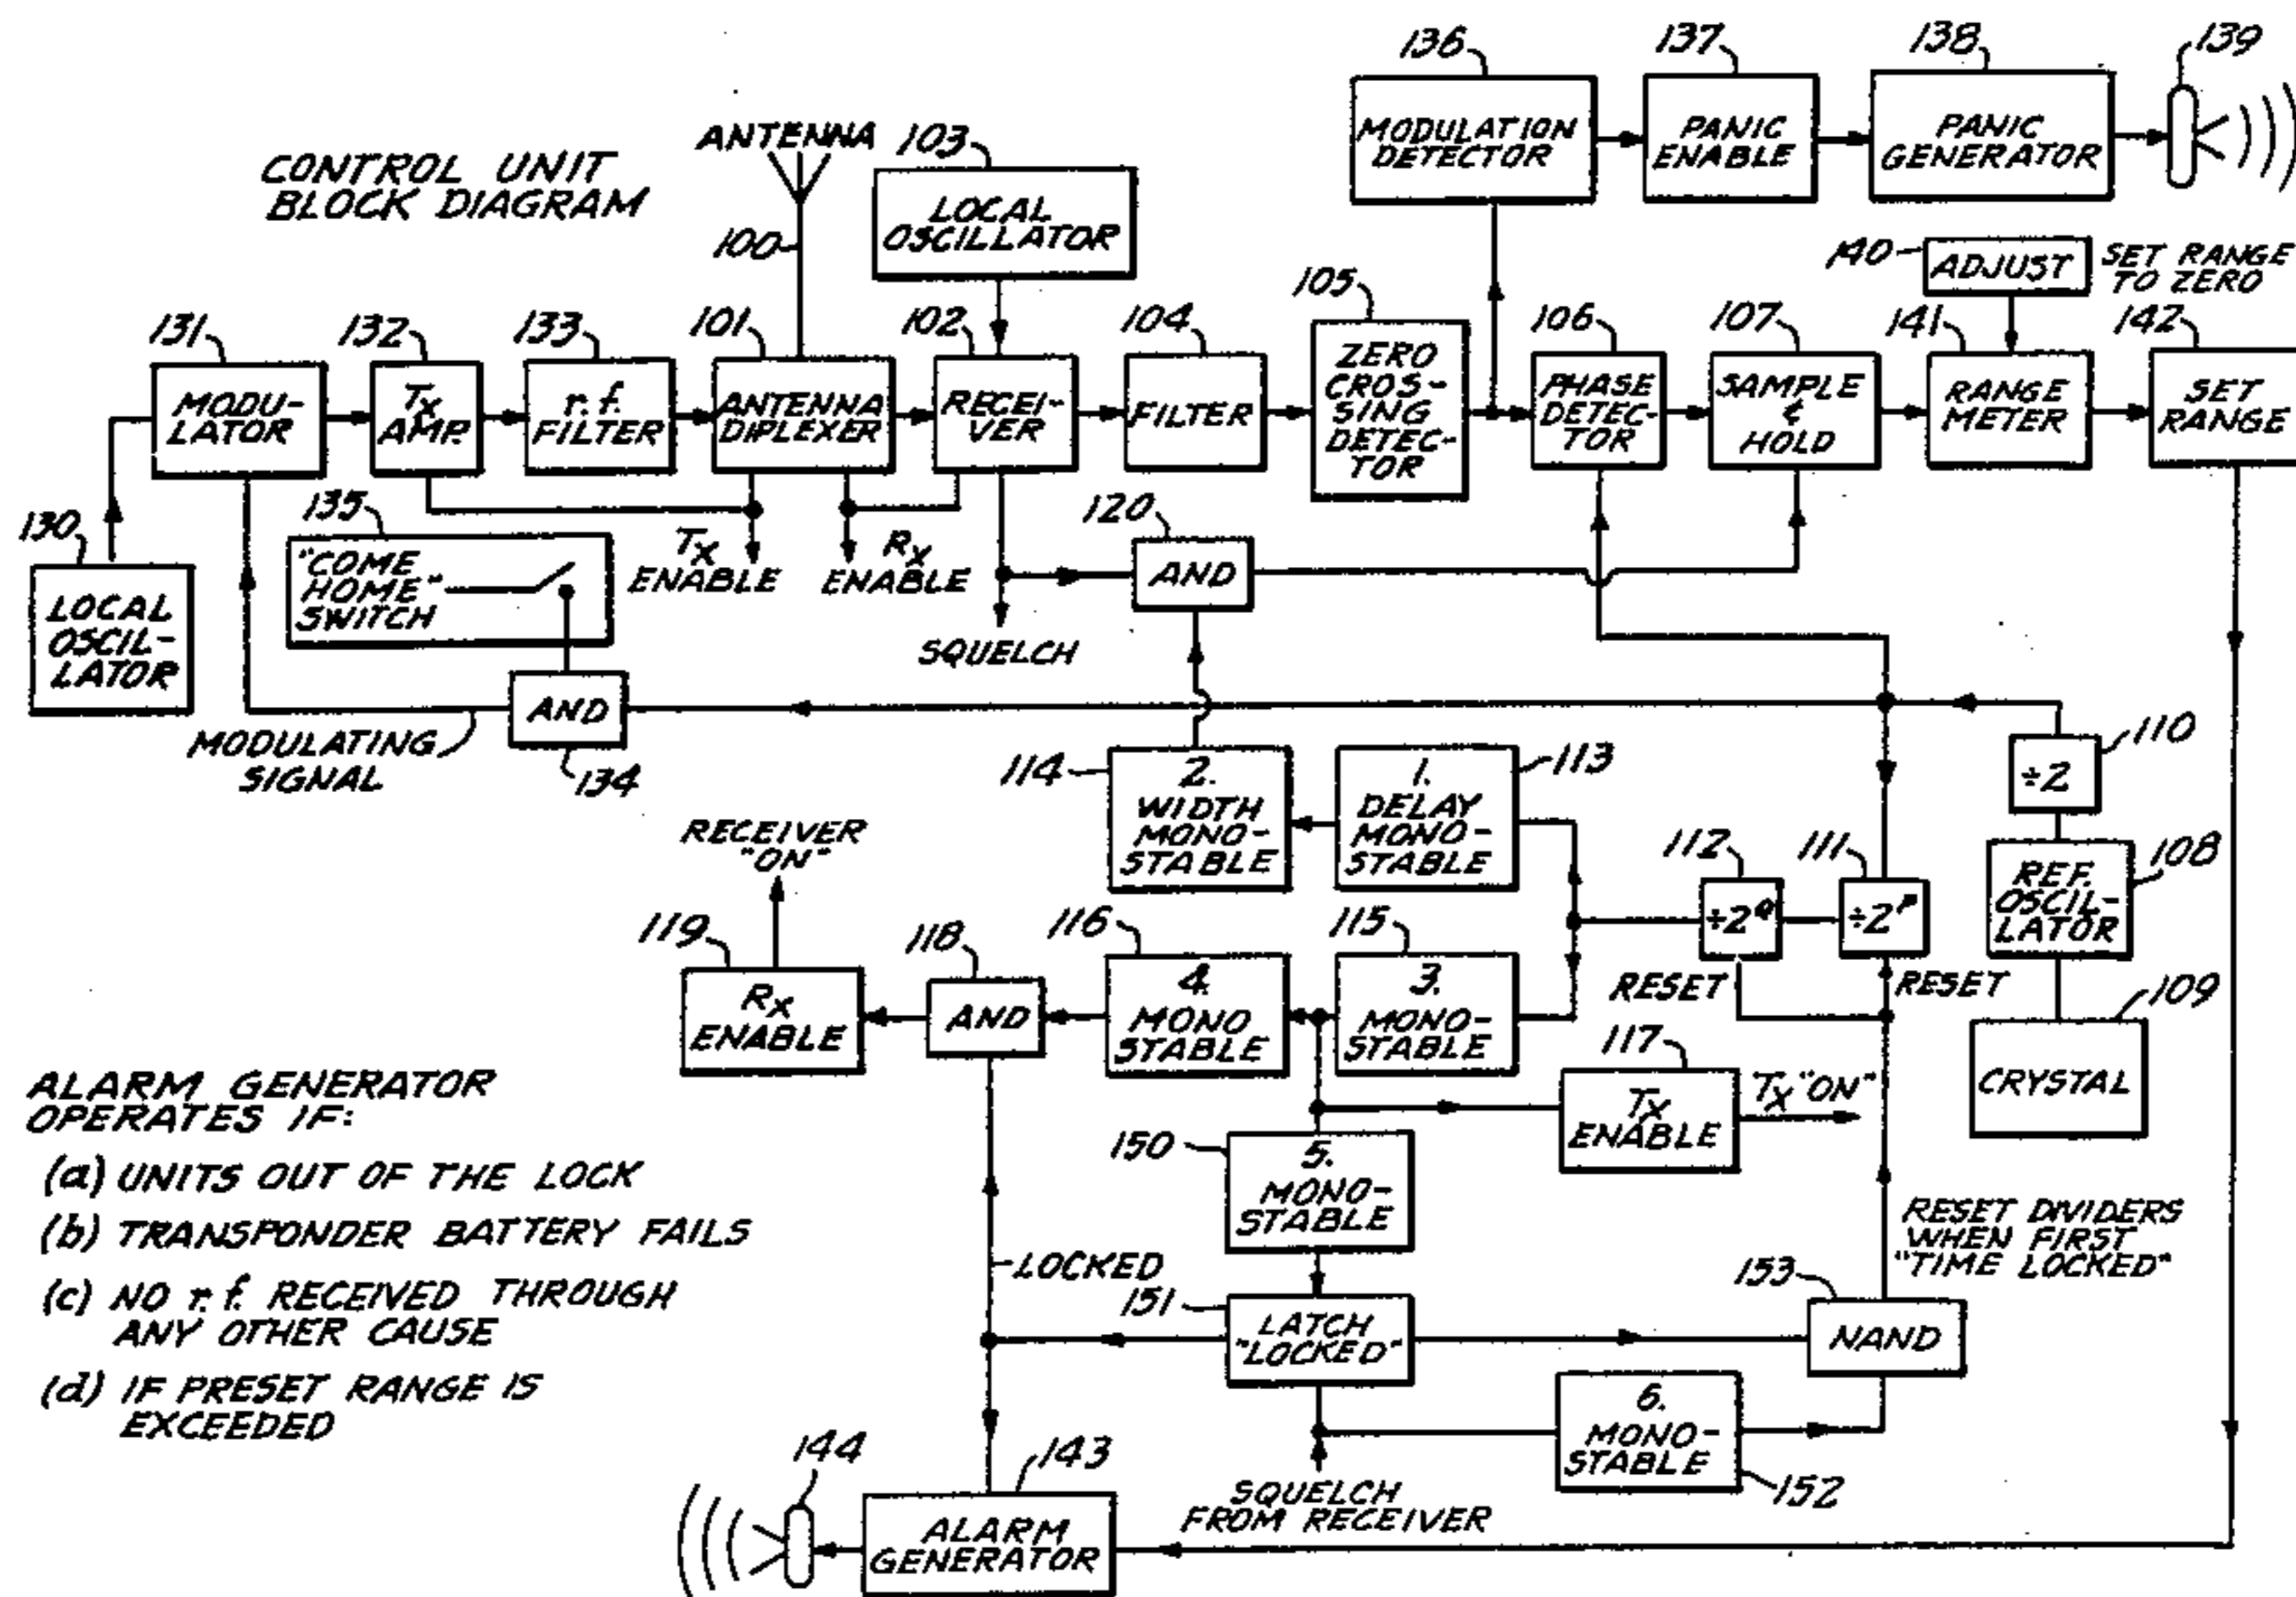 136
137
138
139
MODULATION
DETECTOR
PANIC
ENABLE
PANIC
GENERATOR
CONTROL UNIT
BLOCK DIAGRAM
ANTENNA
100
103
LOCAL
OSCILLATOR
140
ADJUST
SET RANGE
TO ZERO
131
132
133
101
102
104
105
106
107
141
142
MODU-
LATOR
Tx
AMP.
r.f.
FILTER
ANTENNA
DIPLEXER
RECEI-
VER
FILTER
ZERO
CROS-
SING
DETEC-
TOR
PHASE
DETEC-
TOR
SAMPLE
&
HOLD
RANGE
METER
SET
RANGE
130
LOCAL
OSCIL-
LATOR
135
"COME
HOME"
SWITCH
Tx
ENABLE
Rx
ENABLE
SQUELCH
120
AND
MODULATING
SIGNAL
AND
134
114
2.
WIDTH
MONO-
STABLE
1.
DELAY
MONO-
STABLE
113
÷2
110
RECEIVER
"ON"
112
÷2Q
111
÷2P
REF.
OSCIL-
LATOR
108
119
Rx
ENABLE
118
AND
116
4.
MONO
STABLE
115
3.
MONO-
STABLE
RESET
RESET
109
CRYSTAL
117
Tx
ENABLE
Tx "ON"
ALARM GENERATOR
OPERATES IF:
(a) UNITS OUT OF THE LOCK
(b) TRANSPONDER BATTERY FAILS
(c) NO r.f. RECEIVED THROUGH
ANY OTHER CAUSE
(d) IF PRESET RANGE IS
EXCEEDED
150
5.
MONO-
STABLE
LOCKED
151
LATCH
"LOCKED"
RESET DIVIDERS
WHEN FIRST
"TIME LOCKED"
153
NAND
6.
MONO-
STABLE
152
SQUELCH
FROM RECEIVER
144
143
ALARM
GENERATOR